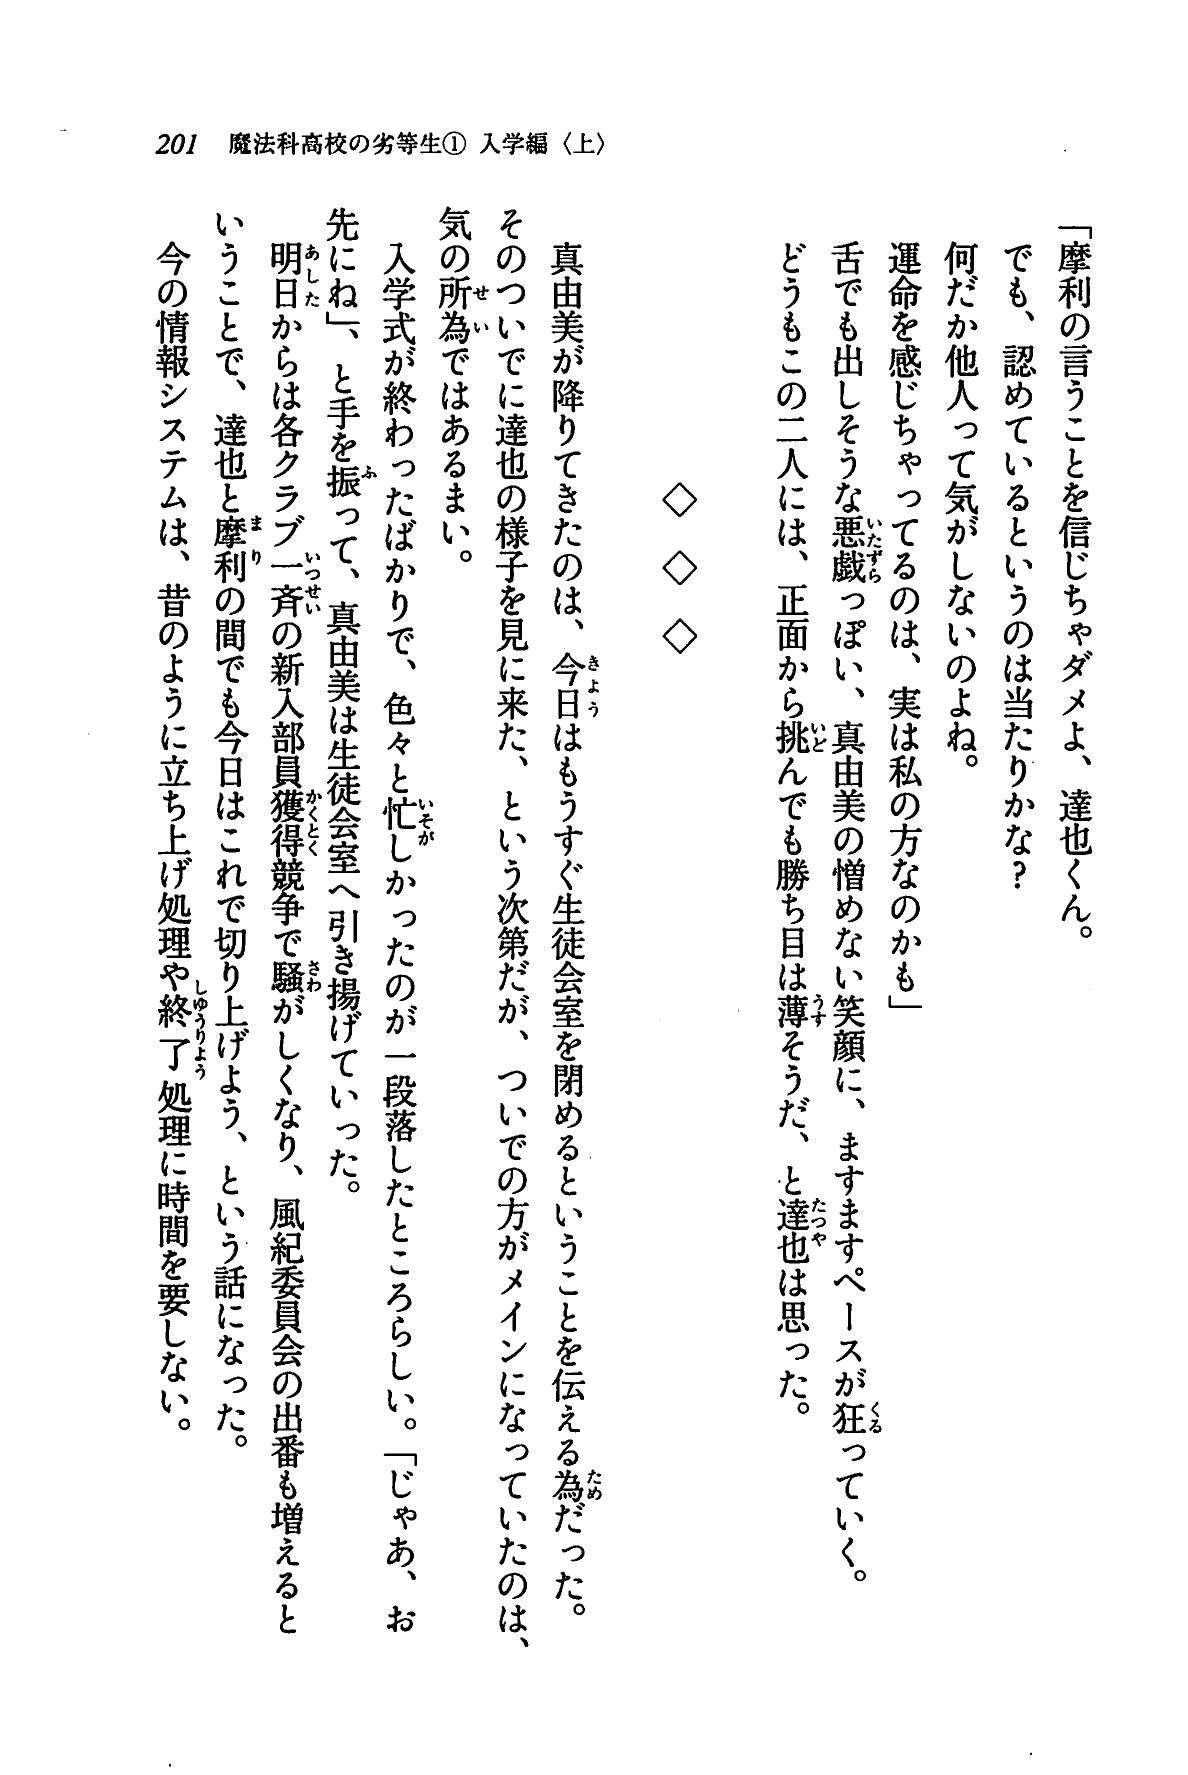 201 魔法科高校の劣等生① 入学編〈上〉
「摩利の言うことを信じちゃダメよ、達也くん。
でも、認めているというのは当たりかな?
何だか他人って気がしないのよね。
運命を感じちゃってるのは、実は私の方なのかも」
舌でも出しそうな悪戯っぽい、真由美の憎めない笑顔に、ますますペースが狂っていく。
どうもこの二人には、正面から挑んでも勝ち目は薄そうだ、と達也は思った。
◇ ◇ ◇
真由美が降りてきたのは、今日はもうすぐ生徒会室を閉めるということを伝える為だった。
そのついでに達也の様子を見に来た、という次第だが、ついでの方がメインになっていたのは、
気の所為ではあるまい。
入学式が終わったばかりで、色々と忙しかったのが一段落したところらしい。「じゃあ、お
先にね」、と手を振って、真由美は生徒会室へ引き揚げていった。
明日からは各クラブ一斉の新入部員獲得競争で騒がしくなり、風紀委員会の出番も増えると
いうことで、達也と摩利の間でも今日はこれで切り上げよう、という話になった。
今の情報システムは、昔のように立ち上げ処理や終了処理に時間を要しない。